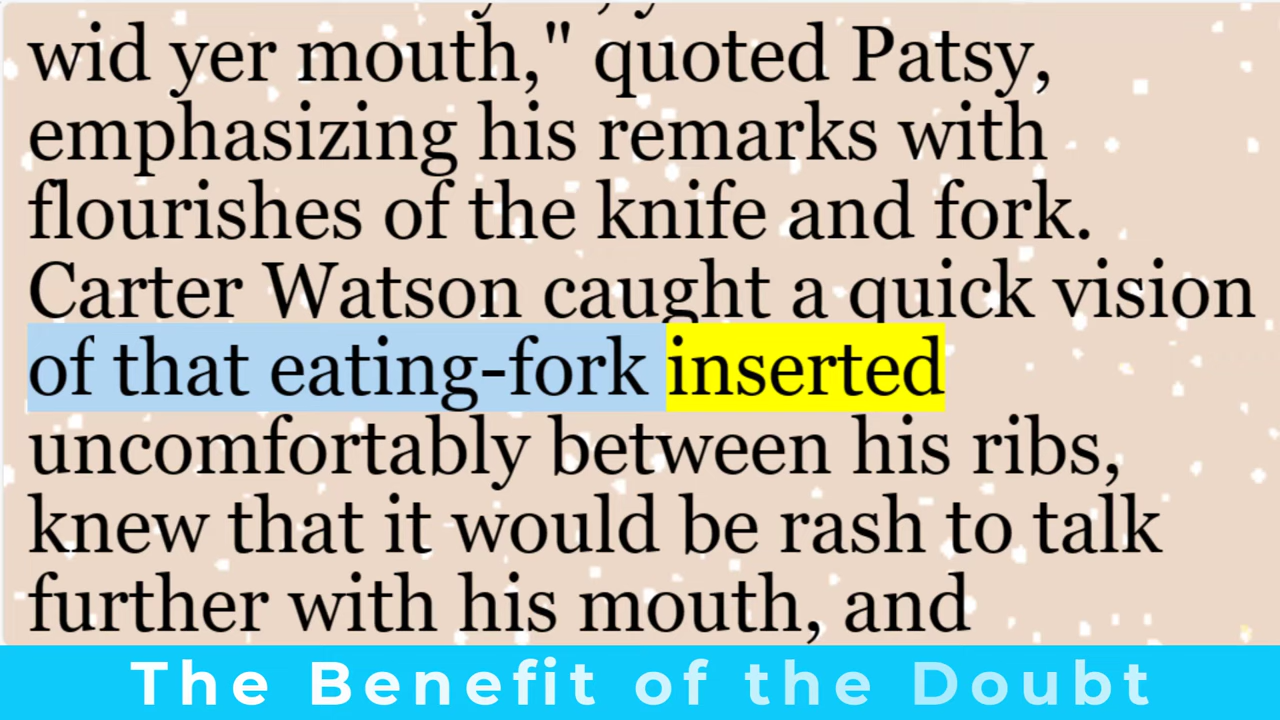 wid yer mouth," quoted Patsy,
emphasizing his remarks with
flourishes of the knife and fork.
Carter Watson caught a quick vision
of that eating-fork inserted
uncomfortably between his ribs,
knew that it would be rash to talk
further with his mouth, and
The Benefit of the Doubt